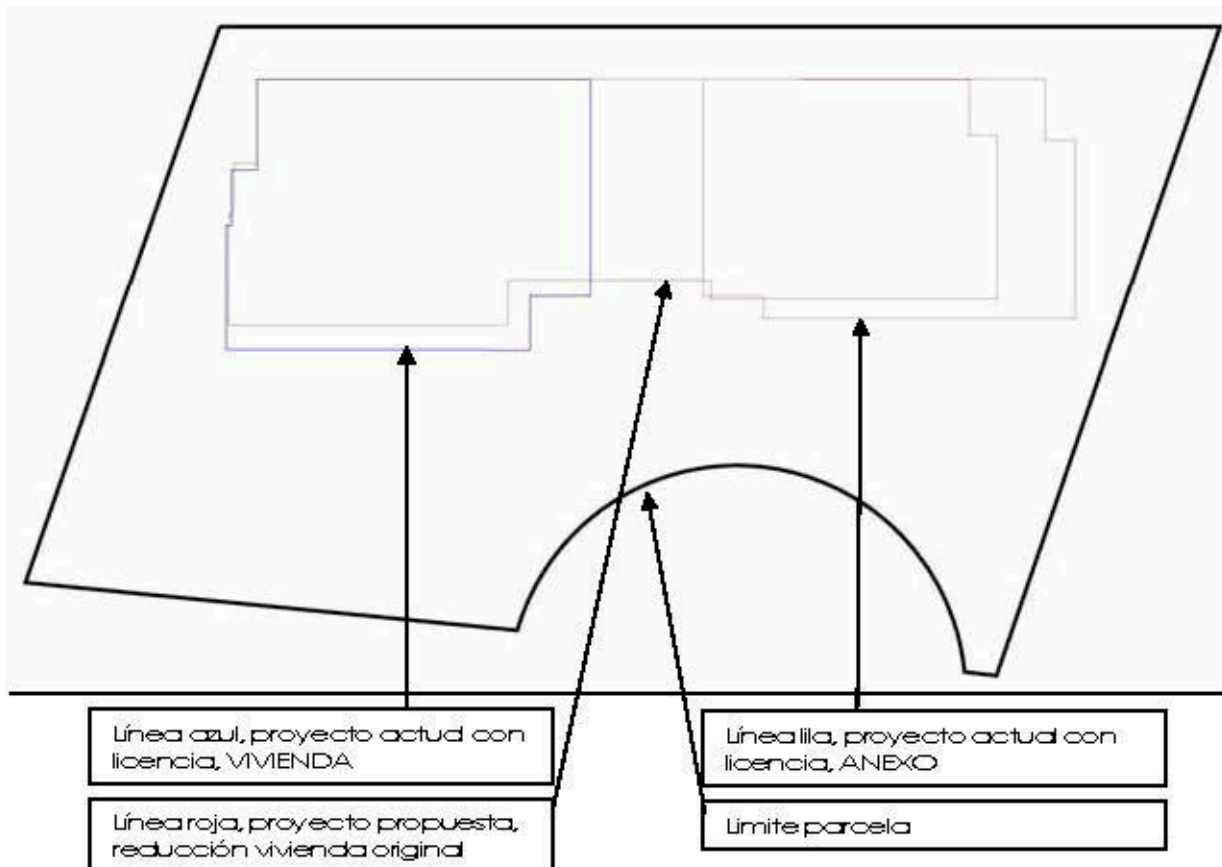 Línea azul, proyecto actual con
licencia, VIVIENDA
Línea roja, proyecto propuesta,
reducción vivienda original
Línea lila, proyecto actual con
licencia, ANEXO
Limite parcela